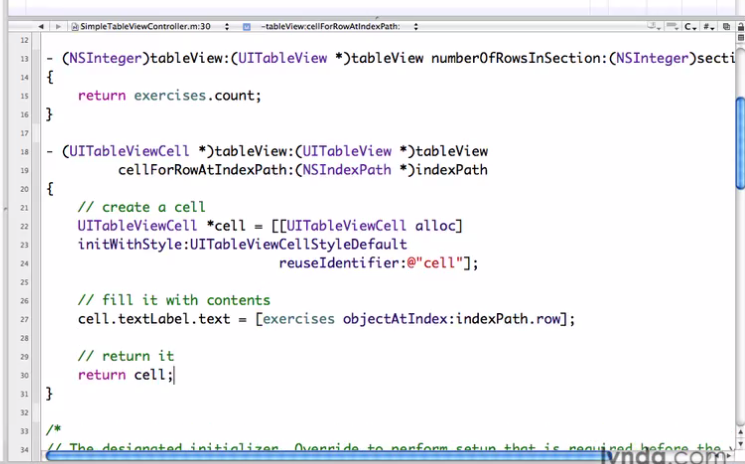 SimpleTableViewController.m:30 -tableView:cellForRowAtIndexPath: C #
12
13 - (NSInteger)tableView:(UITableView *)tableView numberOfRowsInSection:(NSInteger)secti
14 {
15 return exercises.count;
16 }
17
18 - (UITableViewCell *)tableView:(UITableView *)tableView
19 cellForRowAtIndexPath:(NSIndexPath *)indexPath
20 {
21 // create a cell
22 UITableViewCell *cell = [[UITableViewCell alloc]
23 initWithStyle:UITableViewCellStyleDefault
24 reuseIdentifier:@"cell"];
25
26 // fill it with contents
27 cell.textLabel.text = [exercises objectAtIndex:indexPath.row];
28
29 // return it
30 return cell;
31 }
32
33 /*
34 // The designated initializer. Override to perform setup that is required before the
lynda.com